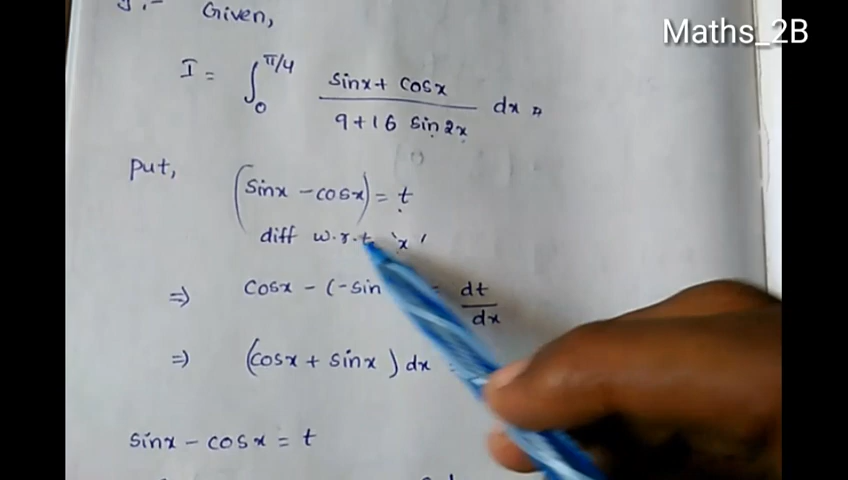 Maths_2B
Given,
I = ∫₀^π/4 sinx + cosx / 9+16 sin2x dx
put,
(sinx - cosx) = t
diff w.r.t 'x'
⇒ cosx - (-sin = dt/dx
⇒ (cosx + sinx) dx =
sinx - cosx = t